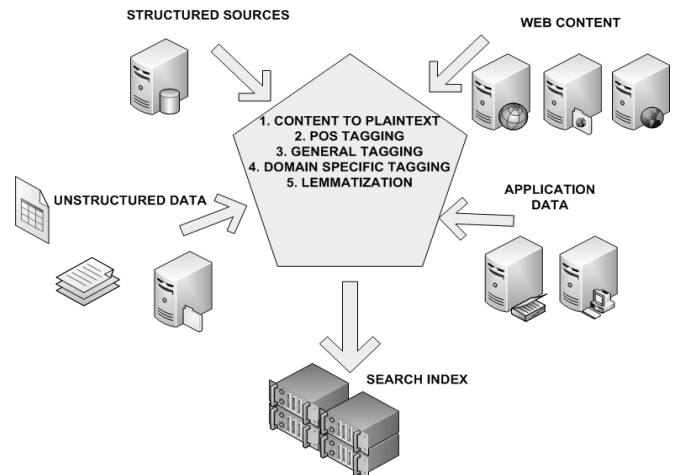 STRUCTURED SOURCES
WEB CONTENT
1. CONTENT TO PLAINTEXT
2. POS TAGGING
3. GENERAL TAGGING
4. DOMAIN SPECIFIC TAGGING
5. LEMMATIZATION
UNSTRUCTURED DATA
APPLICATION
DATA
SEARCH INDEX